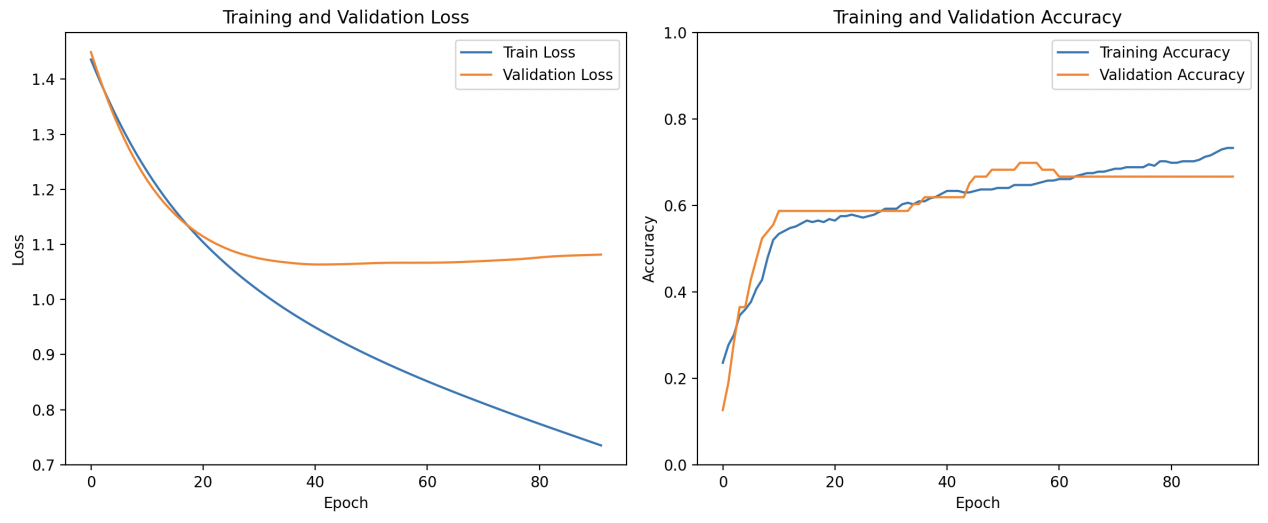 Training and Validation Loss
Train Loss
Validation Loss
1.4
1.3
1.2
1.1
1.0
0.9
0.8
0.7
Loss
0
20
40
60
80
Epoch
Training and Validation Accuracy
Training Accuracy
Validation Accuracy
1.0
0.8
0.6
0.4
0.2
0.0
Accuracy
0
20
40
60
80
Epoch